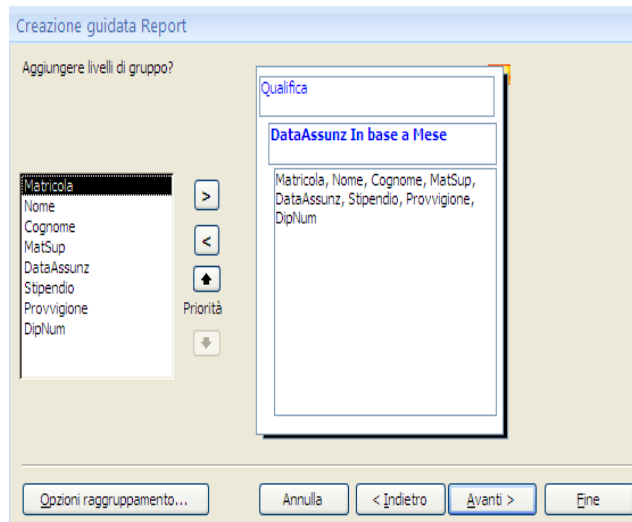 Creazione guidata Report
Aggiungere livelli di gruppo?
Qualifica
DataAssunz In base a Mese
Matricola, Nome, Cognome, MatSup,
DataAssunz, Stipendio, Provvigione,
DipNum
Matricola
Nome
Cognome
MatSup
DataAssunz
Stipendio
Provvigione
DipNum
>
<
Priorità
Opzioni raggruppamento...
Annulla
< Indietro
Avanti >
Fine